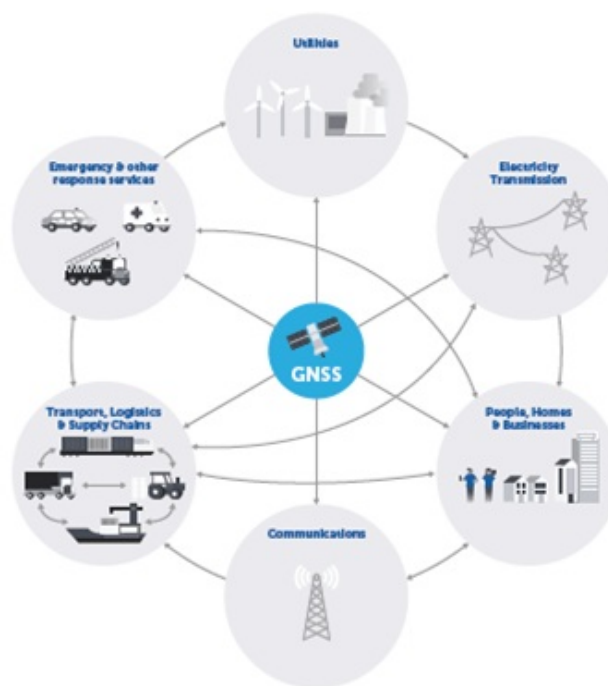 Utilities
Emergency & other
response services
Electricity
Transmission
GNSS
Transport, Logistics
& Supply Chains
People, Homes
& Businesses
Communications